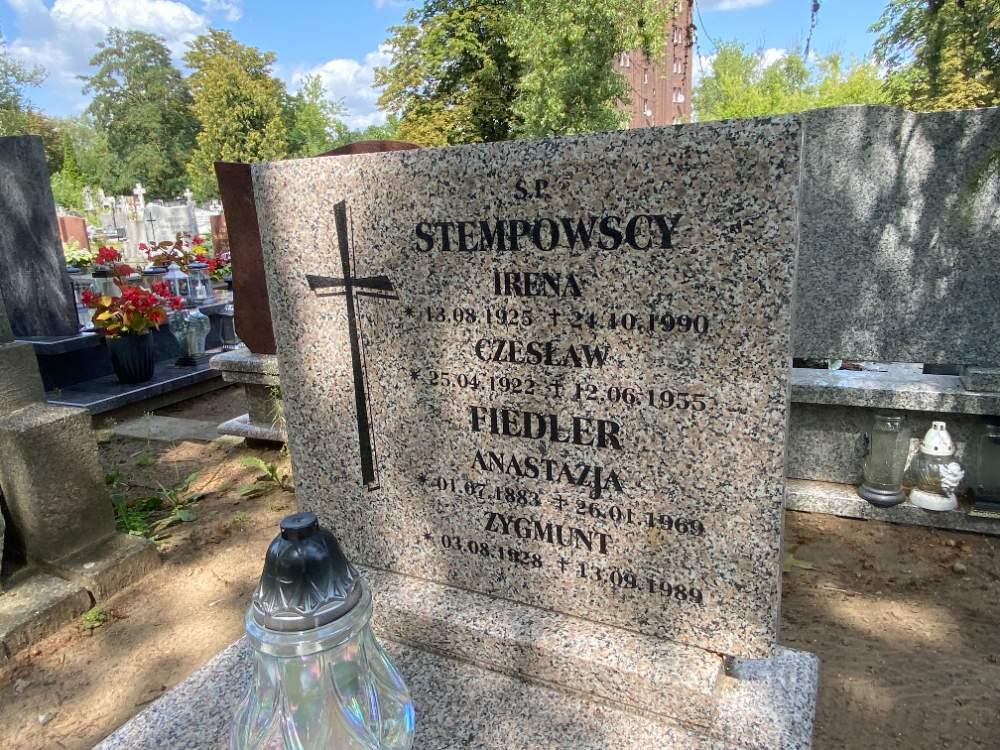 Ś.P.
STEMPOWSCY
IRENA
* 13.08.1925 † 24.10.1990
CZESŁAW
* 25.04.1922 † 12.06.1955
FIEDLER
ANASTAZJA
* 01.07.1883 † 26.01.1969
ZYGMUNT
* 03.08.1928 † 13.09.1989